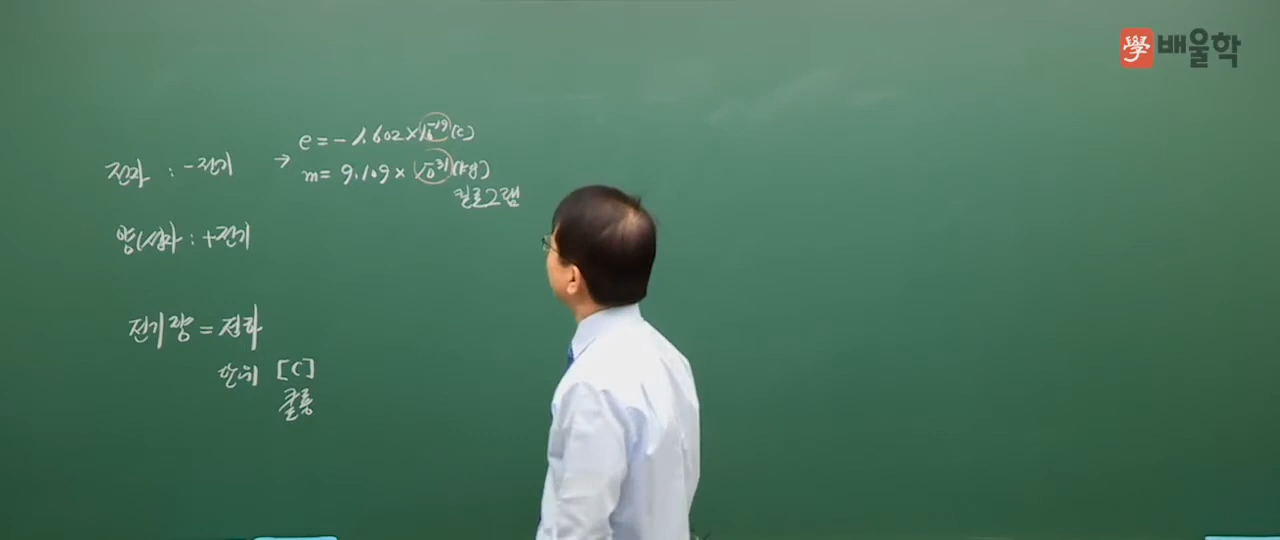 學 배울학
e = - 1.602 × 10^-19 (C)
전자 : - 전기 →
m = 9.109 × 10^-31 (kg)
킬로그램
양성자 : + 전기
전기량 = 전하
단위 [C]
쿨롱